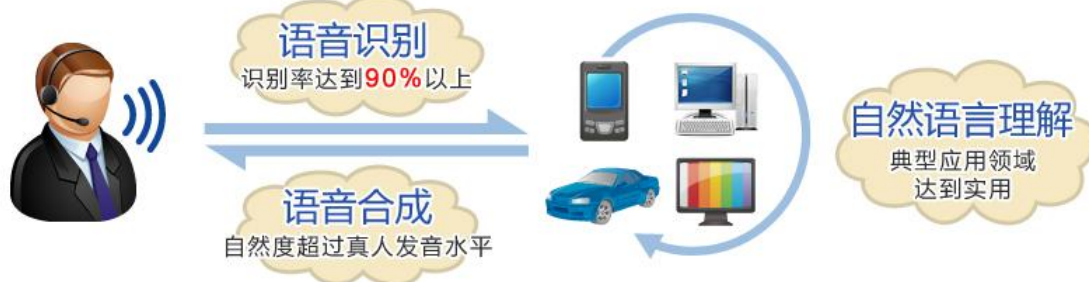 语音识别
识别率达到90%以上
语音合成
自然度超过真人发音水平
自然语言理解
典型应用领域
达到实用